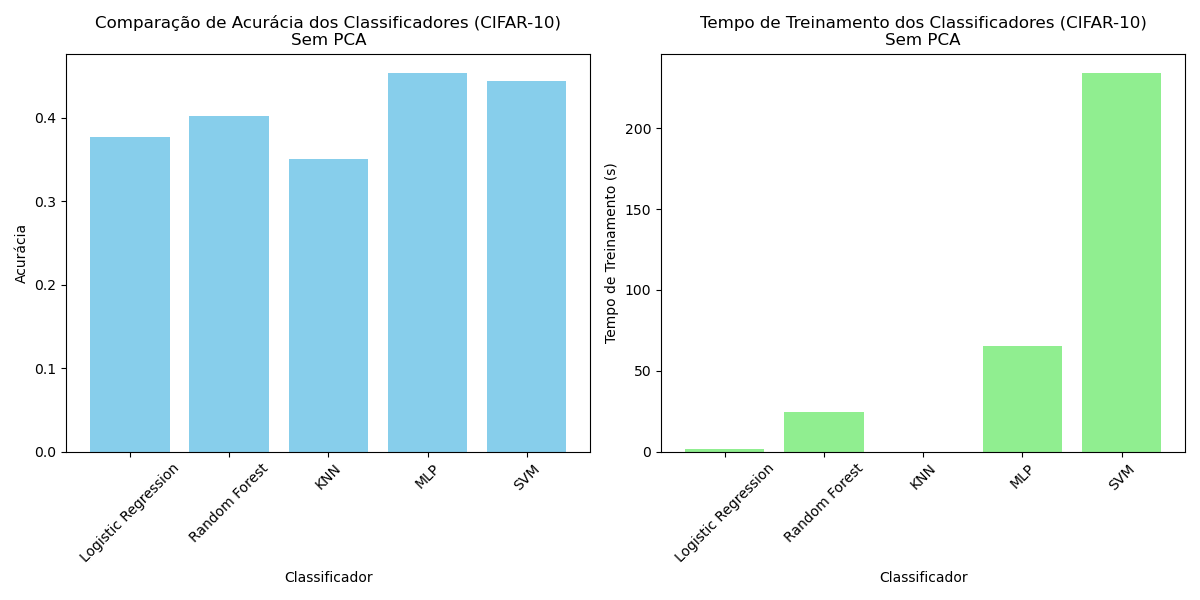 Comparação de Acurácia dos Classificadores (CIFAR-10)
Sem PCA
Acurácia
0.4
0.3
0.2
0.1
0.0
Logistic Regression
Random Forest
KNN
MLP
SVM
Classificador
Tempo de Treinamento dos Classificadores (CIFAR-10)
Sem PCA
Tempo de Treinamento (s)
200
150
100
50
0
Logistic Regression
Random Forest
KNN
MLP
SVM
Classificador